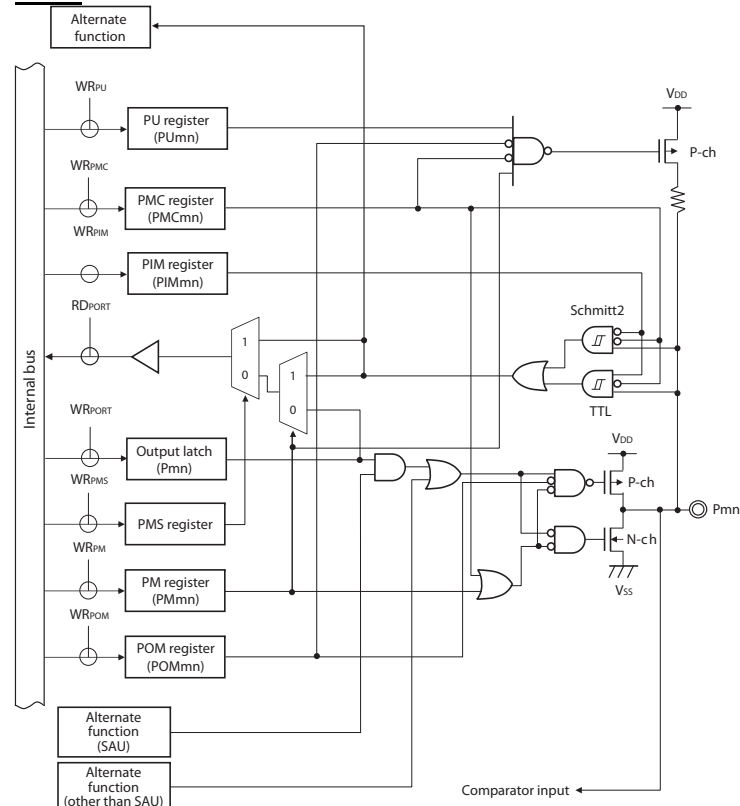 Alternate
function
WRPU
PU register
(PUmn)
VDD
P-ch
WRPMC
PMC register
(PMCmn)
WRPIM
PIM register
(PIMmn)
RDPORT
Schmitt2
1
0
1
0
TTL
Internal bus
WRPORT
Output latch
(Pmn)
VDD
P-ch
WRPMS
PMS register
Pmn
N-ch
WRPM
PM register
(PMmn)
VSS
WRPOM
POM register
(POMmn)
Alternate
function
(SAU)
Alternate
function
(other than SAU)
Comparator input